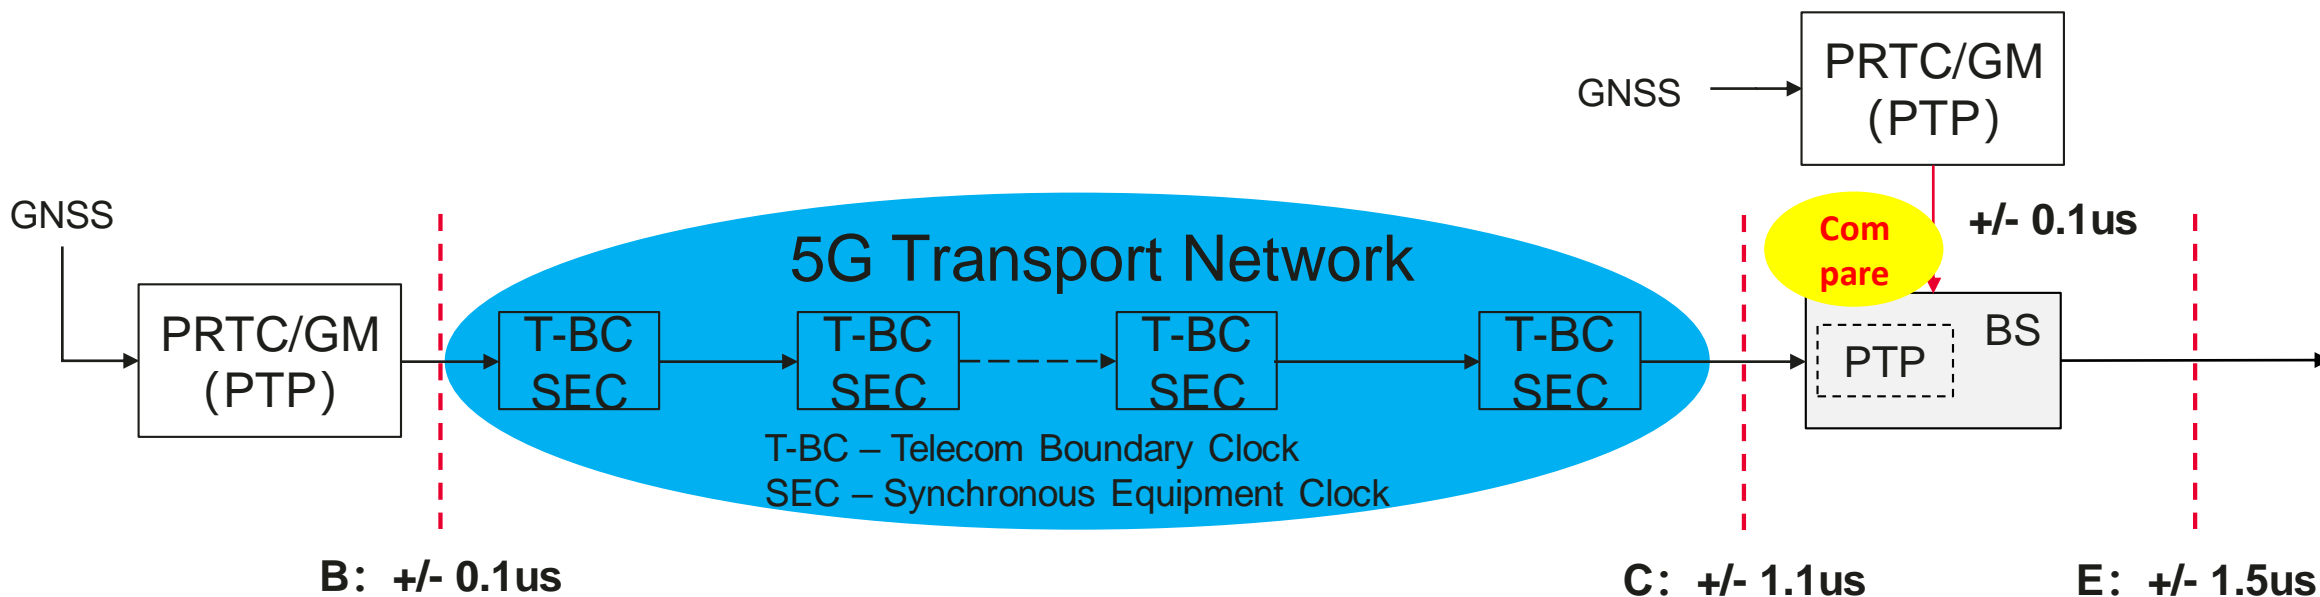 PRTC/GM
(PTP)
GNSS
GNSS
Com
pare
+/- 0.1us
5G Transport Network
PRTC/GM
(PTP)
T-BC
SEC
T-BC
SEC
T-BC
SEC
T-BC
SEC
BS
PTP
T-BC – Telecom Boundary Clock
SEC – Synchronous Equipment Clock
B: +/- 0.1us
C: +/- 1.1us
E: +/- 1.5us